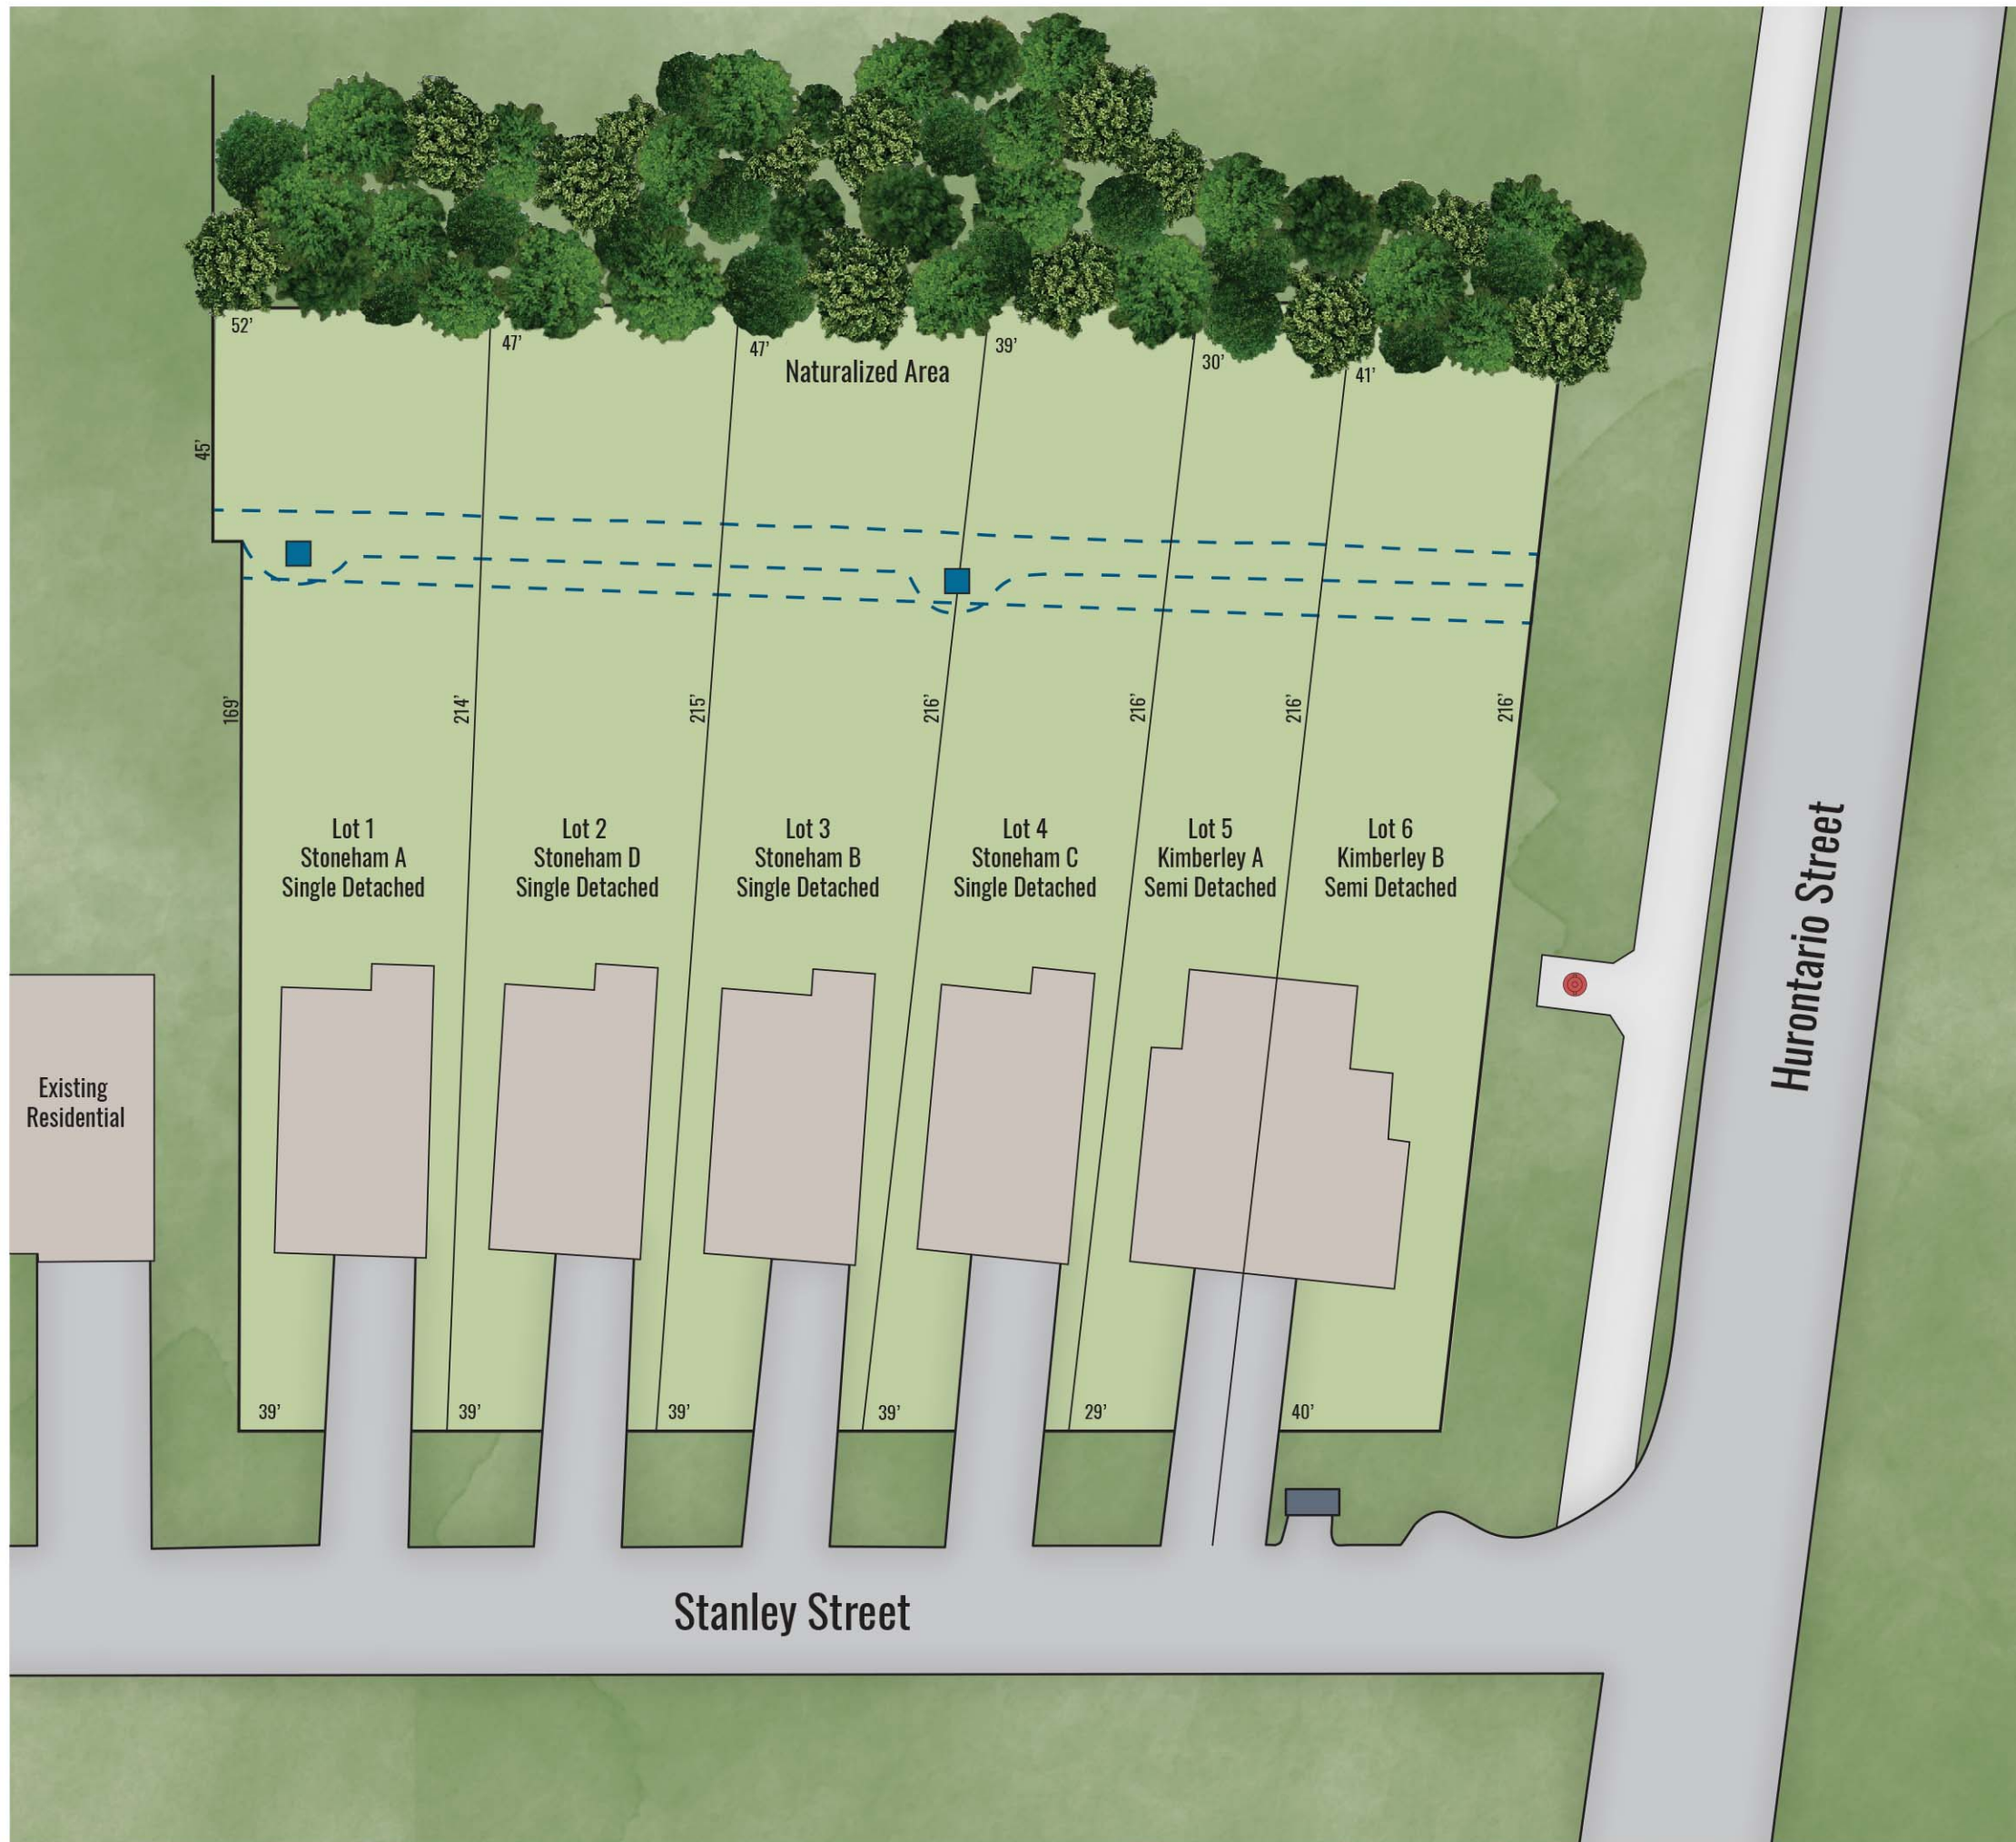 52’
47’
47’
39’
30’
41’
Naturalized Area
45’
169’
214’
215’
216’
216’
216’
216’
Lot 1
Stoneham A
Single Detached
Lot 2
Stoneham D
Single Detached
Lot 3
Stoneham B
Single Detached
Lot 4
Stoneham C
Single Detached
Lot 5
Kimberley A
Semi Detached
Lot 6
Kimberley B
Semi Detached
Hurontario Street
Existing
Residential
39’
39’
39’
39’
29’
40’
Stanley Street